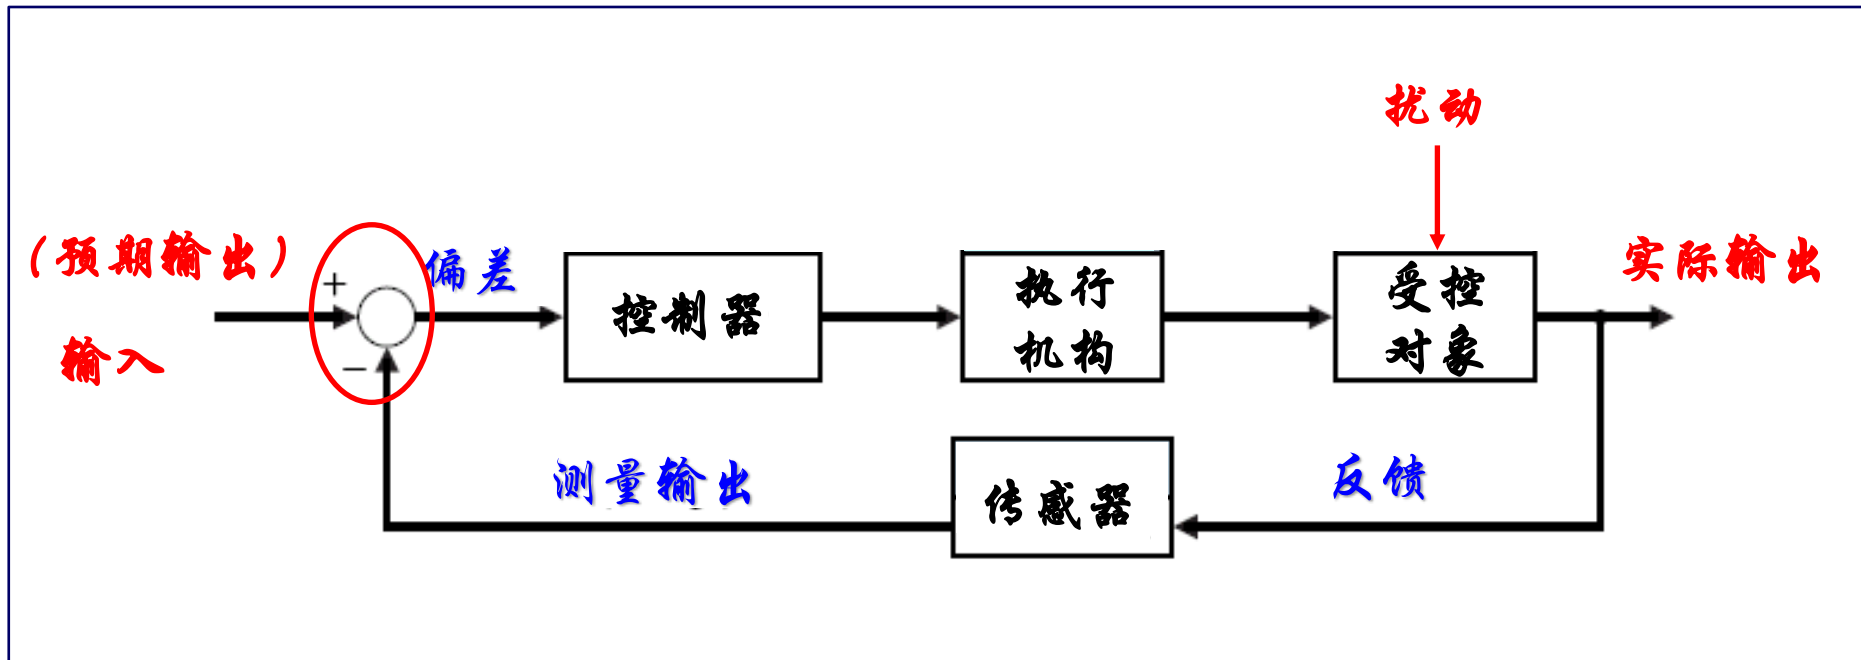 扰动
(预期输出)
输入
+
−
偏差
控制器
执行
机构
受控
对象
实际输出
测量输出
传感器
反馈